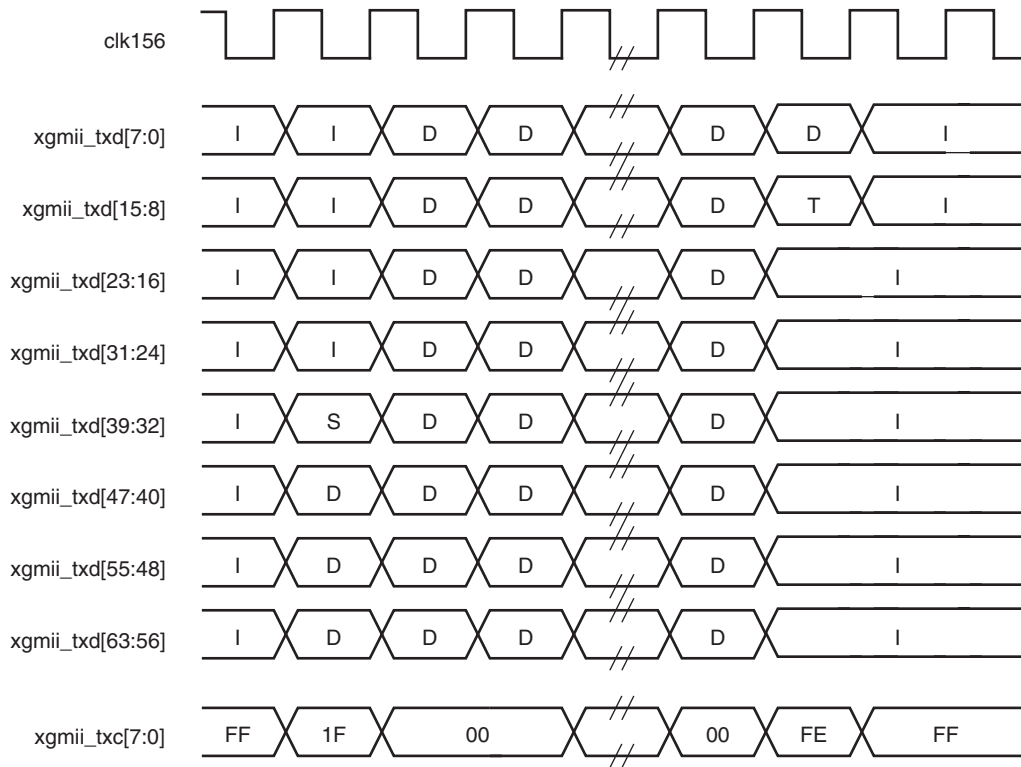 clk156
xgmii_txd[7:0] I I D D D D I
xgmii_txd[15:8] I I D D D T I
xgmii_txd[23:16] I I D D D I
xgmii_txd[31:24] I I D D D I
xgmii_txd[39:32] I S D D D I
xgmii_txd[47:40] I D D D D I
xgmii_txd[55:48] I D D D D I
xgmii_txd[63:56] I D D D D I
xgmii_txc[7:0] FF 1F 00 00 FE FF